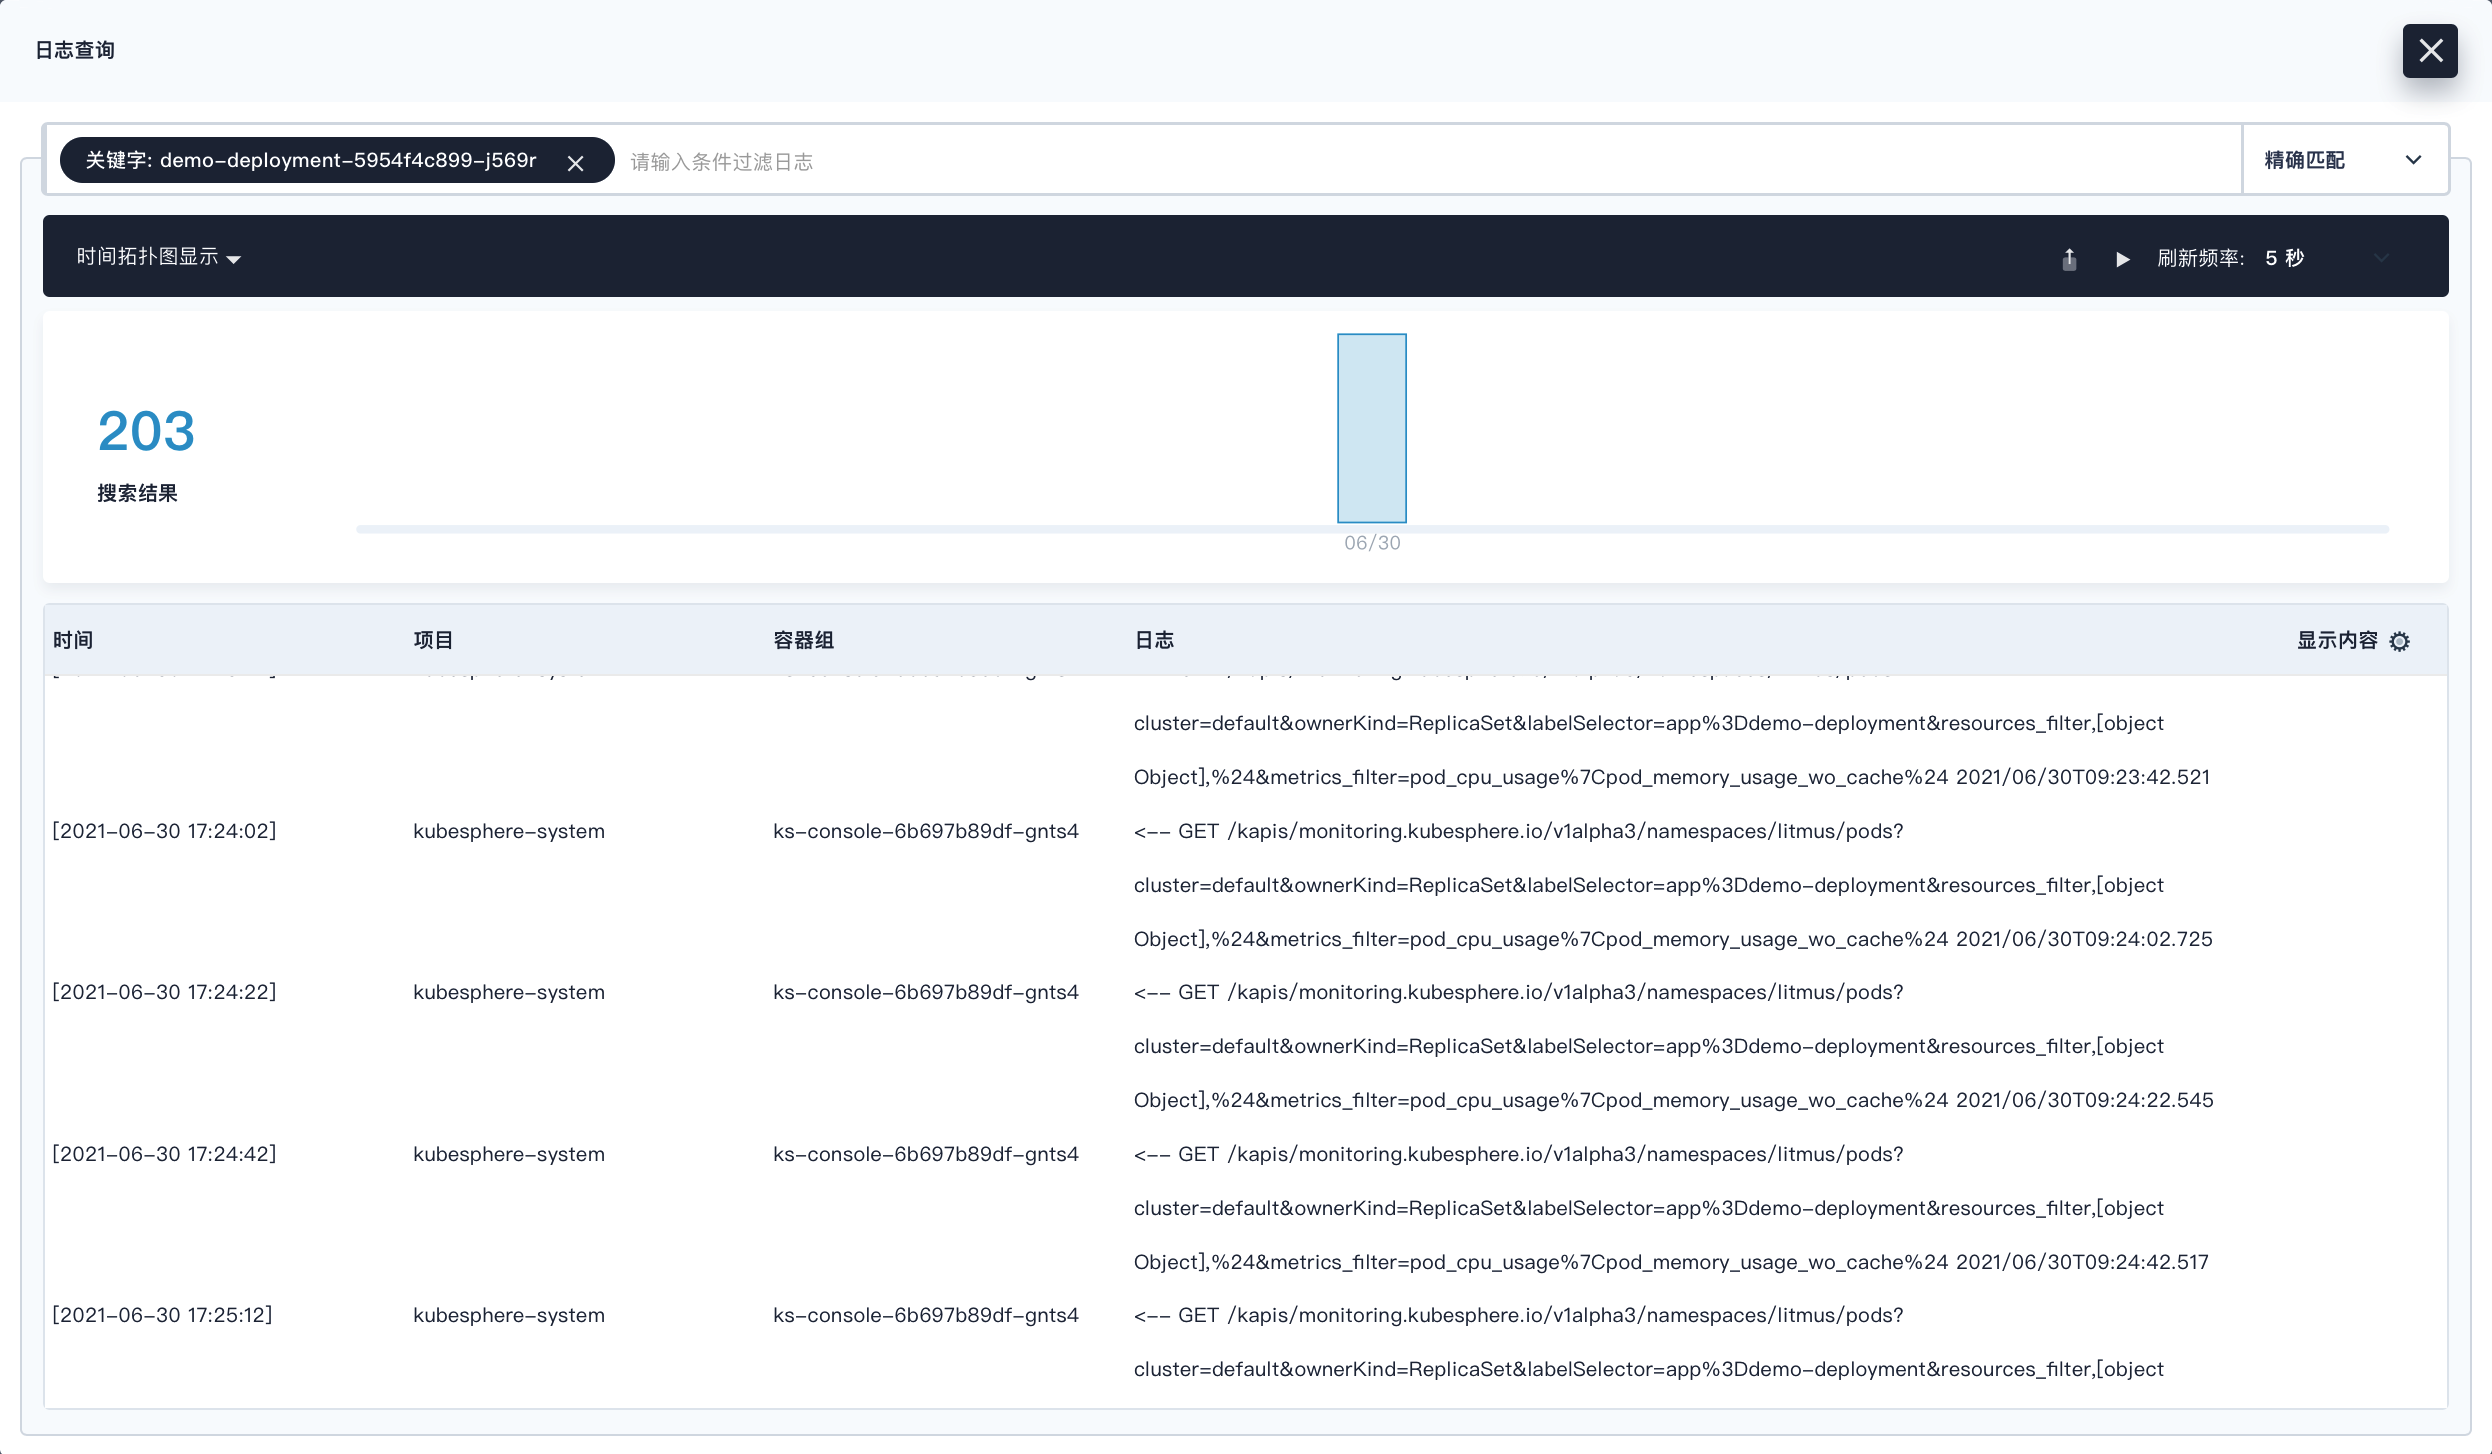 日志查询
关键字: demo-deployment-5954f4c899-j569r
请输入条件过滤日志
精确匹配
时间拓扑图显示
刷新频率: 5 秒
203
搜索结果
06/30
时间 项目 容器组 日志 显示内容
cluster=default&ownerKind=ReplicaSet&labelSelector=app%3Ddemo-deployment&resources_filter,[object
Object],%24&metrics_filter=pod_cpu_usage%7Cpod_memory_usage_wo_cache%24 2021/06/30T09:23:42.521
[2021-06-30 17:24:02] kubesphere-system ks-console-6b697b89df-gnts4 <-- GET /kapis/monitoring.kubesphere.io/v1alpha3/namespaces/litmus/pods?
cluster=default&ownerKind=ReplicaSet&labelSelector=app%3Ddemo-deployment&resources_filter,[object
Object],%24&metrics_filter=pod_cpu_usage%7Cpod_memory_usage_wo_cache%24 2021/06/30T09:24:02.725
[2021-06-30 17:24:22] kubesphere-system ks-console-6b697b89df-gnts4 <-- GET /kapis/monitoring.kubesphere.io/v1alpha3/namespaces/litmus/pods?
cluster=default&ownerKind=ReplicaSet&labelSelector=app%3Ddemo-deployment&resources_filter,[object
Object],%24&metrics_filter=pod_cpu_usage%7Cpod_memory_usage_wo_cache%24 2021/06/30T09:24:22.545
[2021-06-30 17:24:42] kubesphere-system ks-console-6b697b89df-gnts4 <-- GET /kapis/monitoring.kubesphere.io/v1alpha3/namespaces/litmus/pods?
cluster=default&ownerKind=ReplicaSet&labelSelector=app%3Ddemo-deployment&resources_filter,[object
Object],%24&metrics_filter=pod_cpu_usage%7Cpod_memory_usage_wo_cache%24 2021/06/30T09:24:42.517
[2021-06-30 17:25:12] kubesphere-system ks-console-6b697b89df-gnts4 <-- GET /kapis/monitoring.kubesphere.io/v1alpha3/namespaces/litmus/pods?
cluster=default&ownerKind=ReplicaSet&labelSelector=app%3Ddemo-deployment&resources_filter,[object